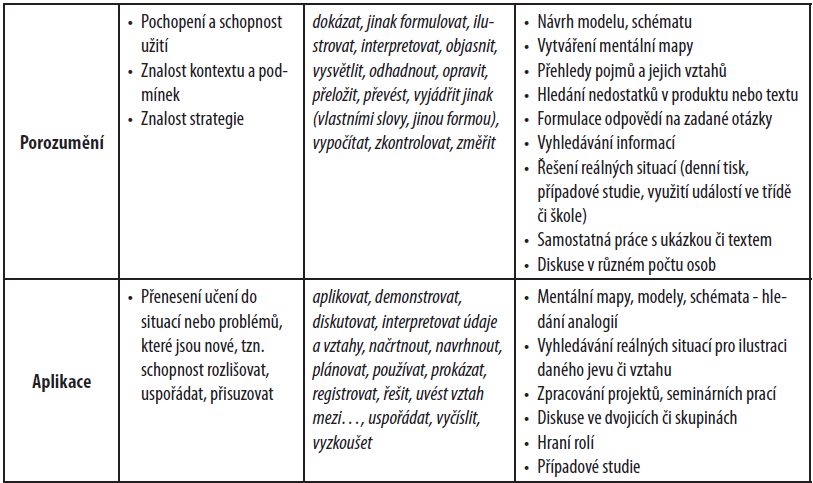 Porozumění
• Pochopení a schopnost
užití
• Znalost kontextu a pod-
mínek
• Znalost strategie
dokázat, jinak formulovat, ilu-
strovat, interpretovat, objasnit,
vysvětlit, odhadnout, opravit,
přeložit, převést, vyjádřit jinak
(vlastními slovy, jinou formou),
vypočítat, zkontrolovat, změřit
• Návrh modelu, schématu
• Vytváření mentální mapy
• Přehledy pojmů a jejich vztahů
• Hledání nedostatků v produktu nebo textu
• Formulace odpovědí na zadané otázky
• Vyhledávání informací
• Řešení reálných situací (denní tisk,
případové studie, využití událostí ve třídě
či škole)
• Samostatná práce s ukázkou či textem
• Diskuse v různém počtu osob
Aplikace
• Přenesení učení do
situací nebo problémů,
které jsou nové, tzn.
schopnost rozlišovat,
uspořádat, přisuzovat
aplikovat, demonstrovat,
diskutovat, interpretovat údaje
a vztahy, načrtnout, navrhnout,
plánovat, používat, prokázat,
registrovat, řešit, uvést vztah
mezi…, uspořádat, vyčíslit,
vyzkoušet
• Mentální mapy, modely, schémata - hle-
dání analogií
• Vyhledávání reálných situací pro ilustraci
daného jevu či vztahu
• Zpracování projektů, seminárních prací
• Diskuse ve dvojicích či skupinách
• Hraní rolí
• Případové studie